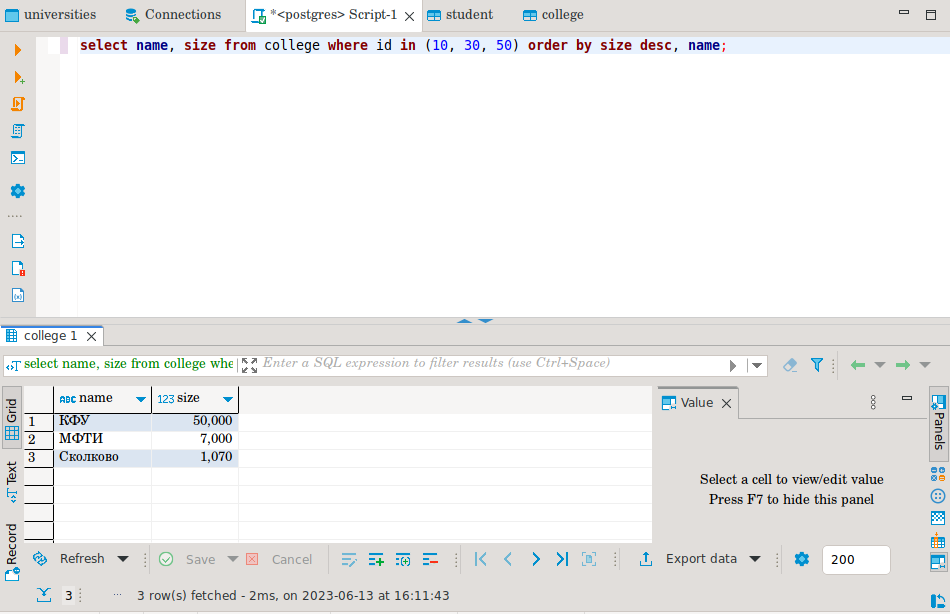 universities
Connections
*<postgres> Script-1
student
college
select name, size from college where id in (10, 30, 50) order by size desc, name;
college 1
select name, size from college whe
Enter a SQL expression to filter results (use Ctrl+Space)
Grid
Text
Record
ABC name
123 size
1 КФУ 50,000
2 МФТИ 7,000
3 Сколково 1,070
Value
Select a cell to view/edit value
Press F7 to hide this panel
Panels
Refresh
Save
Cancel
Export data
200
3
3 row(s) fetched - 2ms, on 2023-06-13 at 16:11:43